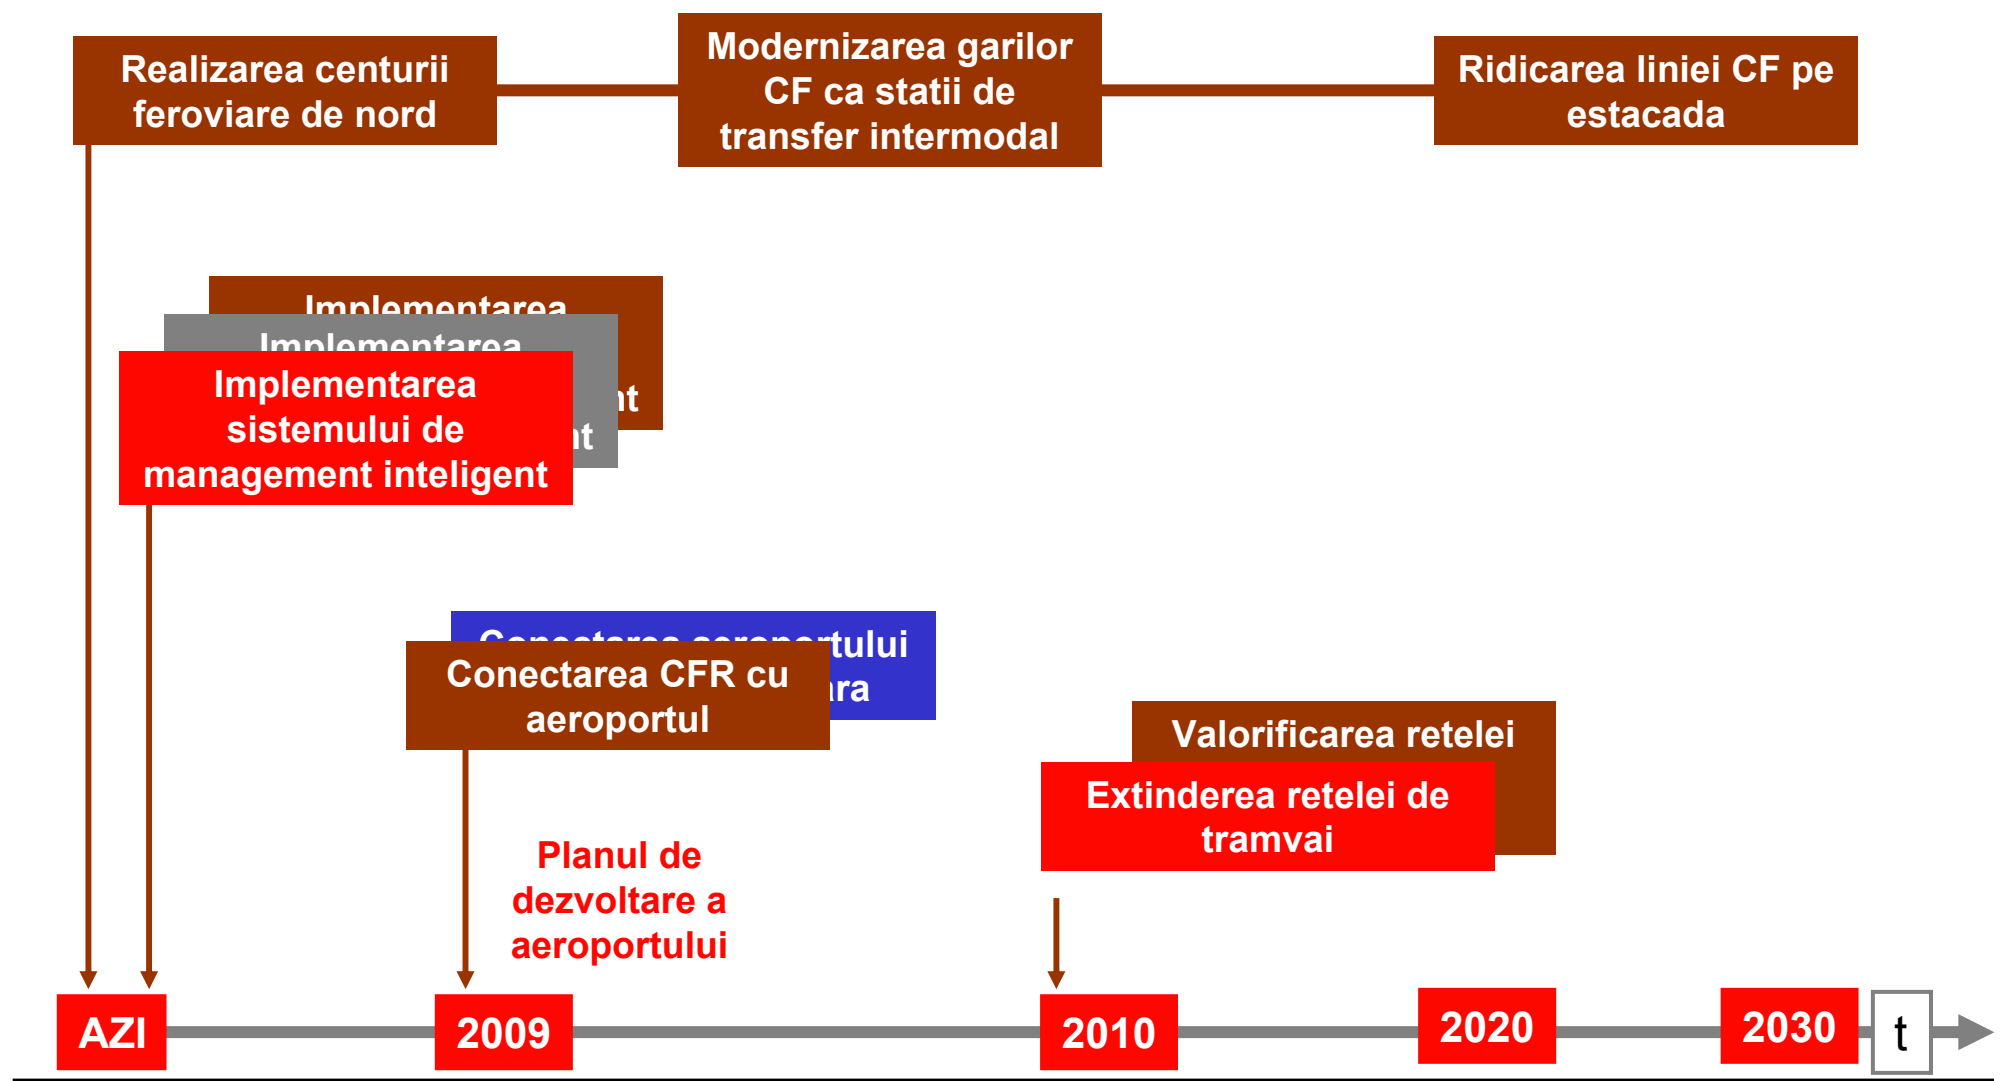 Realizarea centurii
feroviare de nord
Modernizarea garilor
CF ca statii de
transfer intermodal
Ridicarea liniei CF pe
estacada
Implementarea
Implementarea
Implementarea
sistemului de
management inteligent
Conectarea aeroportului
Conectarea CFR cu
aeroportul
Valorificarea retelei
Extinderea retelei de
tramvai
Planul de
dezvoltare a
aeroportului
AZI
2009
2010
2020
2030
t